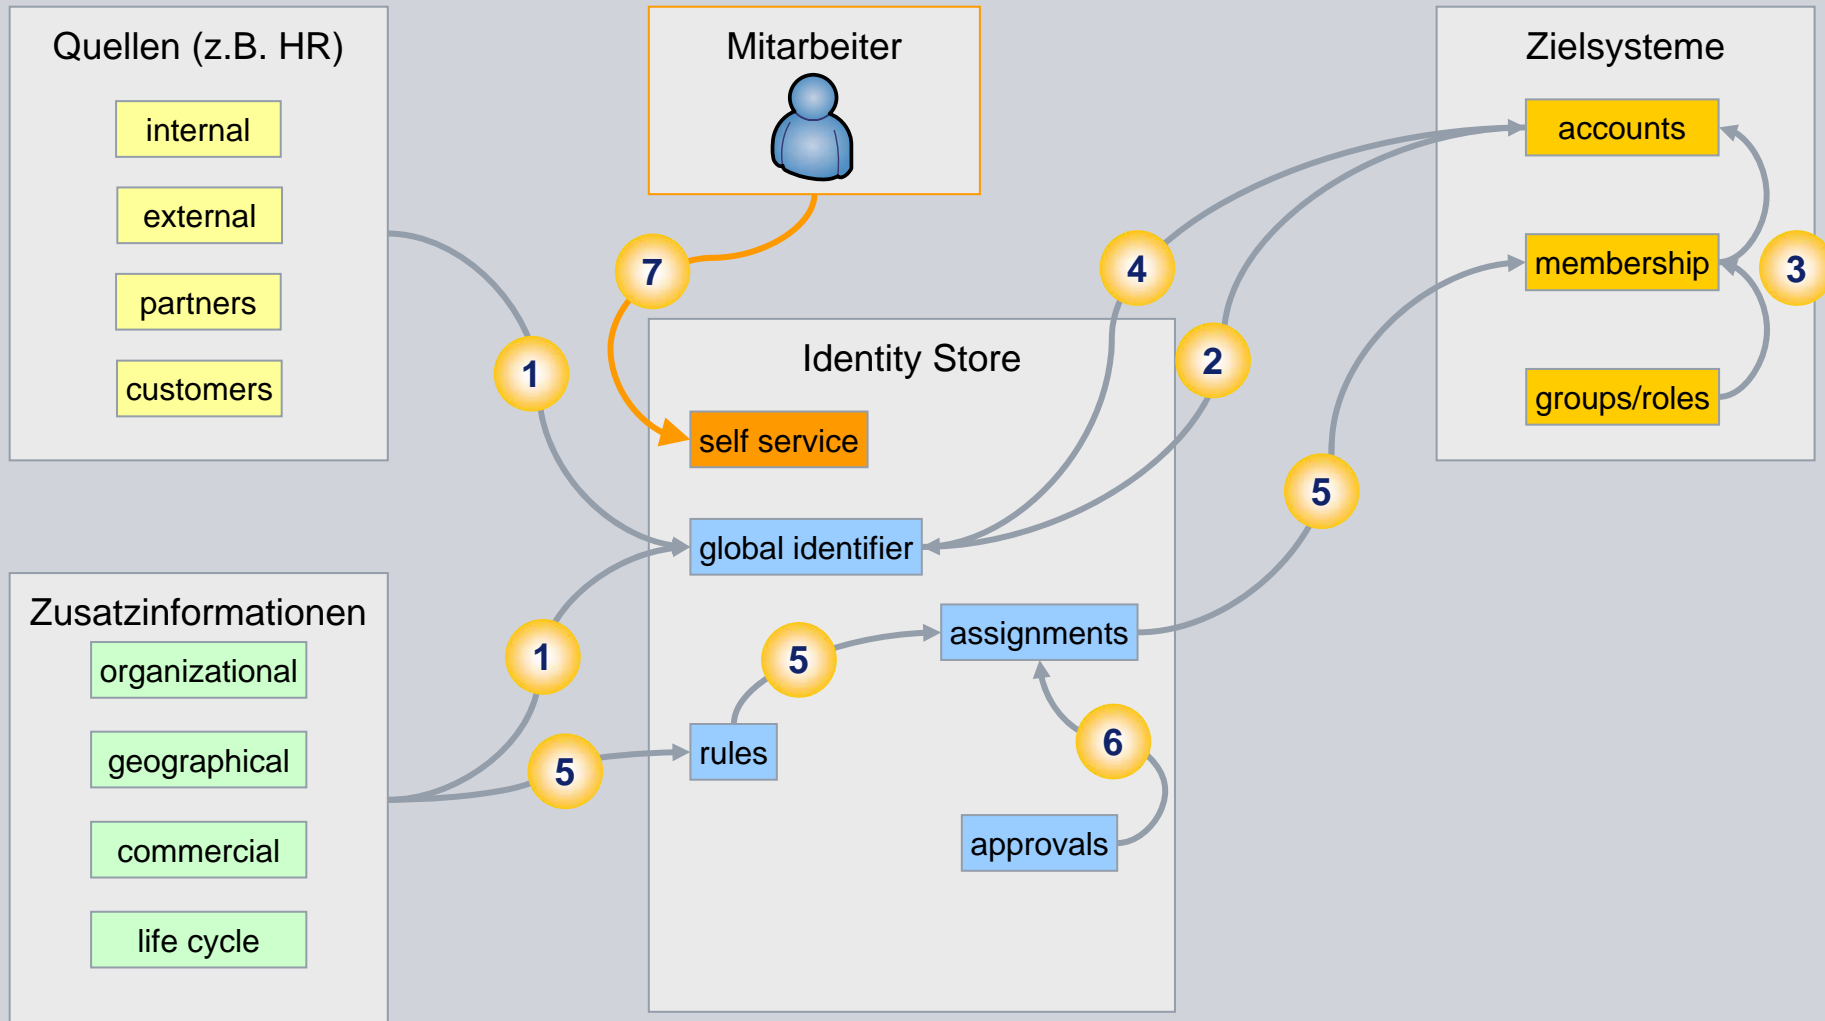 Quellen (z.B. HR)
internal
external
partners
customers
Zusatzinformationen
organizational
geographical
commercial
life cycle
1
1
5
Mitarbeiter
7
Identity Store
self service
global identifier
assignments
5
rules
6
approvals
4
2
5
Zielsysteme
accounts
membership
3
groups/roles